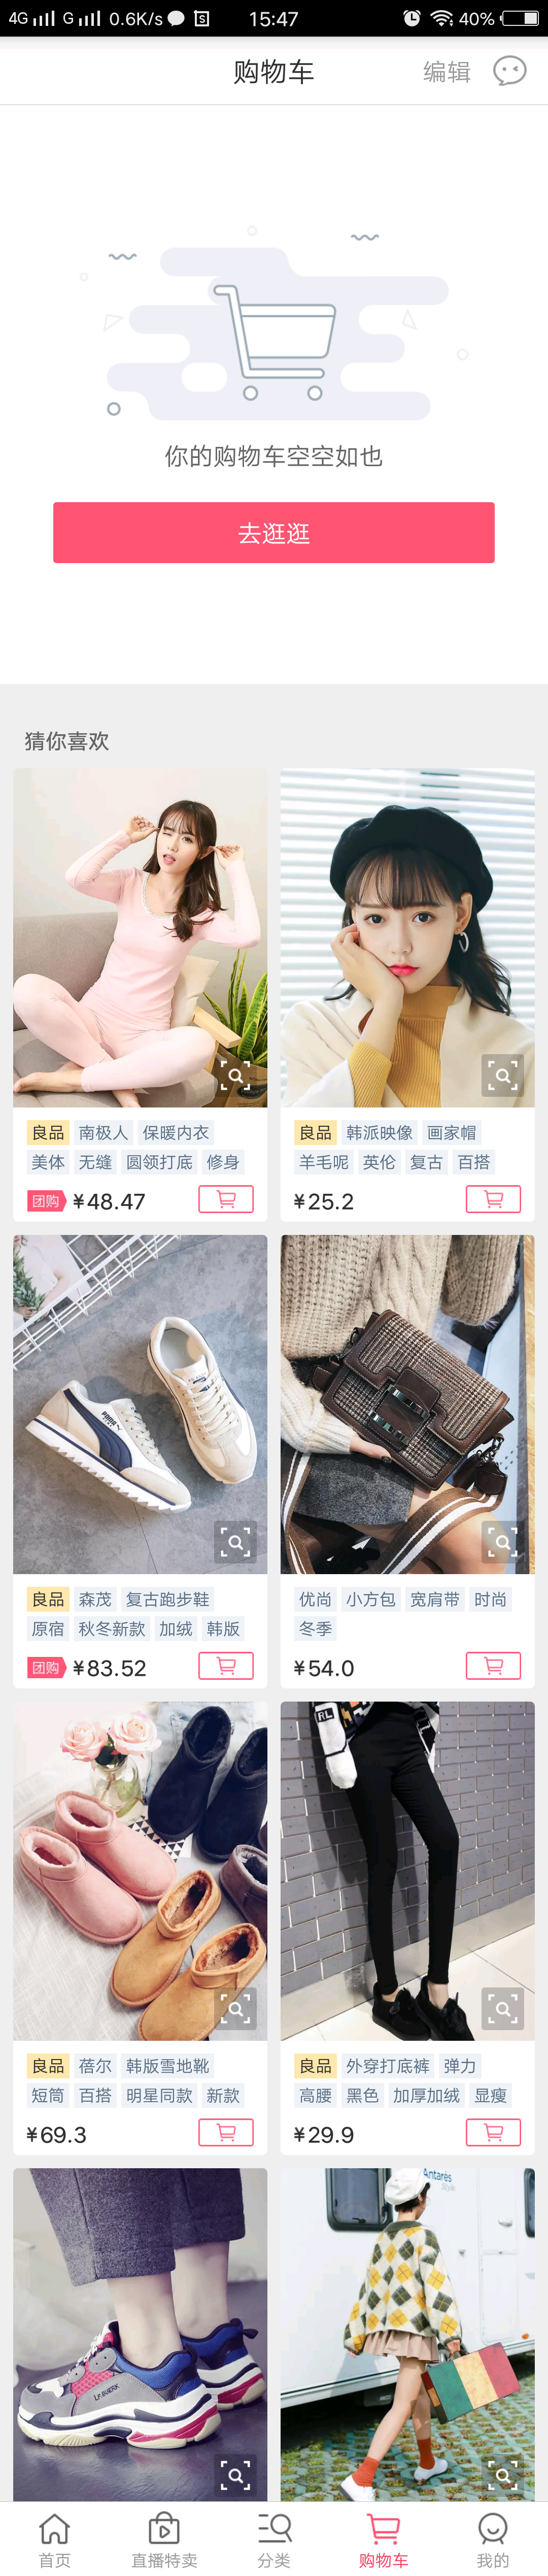 4G G 0.6K/s 15:47 40%
购物车 编辑
你的购物车空空如也
去逛逛
猜你喜欢
良品 南极人 保暖内衣
美体 无缝 圆领打底 修身
团购 ¥48.47
良品 韩派映像 画家帽
羊毛呢 英伦 复古 百搭
¥25.2
PUMA
良品 森茂 复古跑步鞋
原宿 秋冬新款 加绒 韩版
团购 ¥83.52
优尚 小方包 宽肩带 时尚
冬季
¥54.0
良品 蓓尔 韩版雪地靴
短筒 百搭 明星同款 新款
¥69.3
RL
良品 外穿打底裤 弹力
高腰 黑色 加厚加绒 显瘦
¥29.9
Antarès
Style
首页 直播特卖 分类 购物车 我的